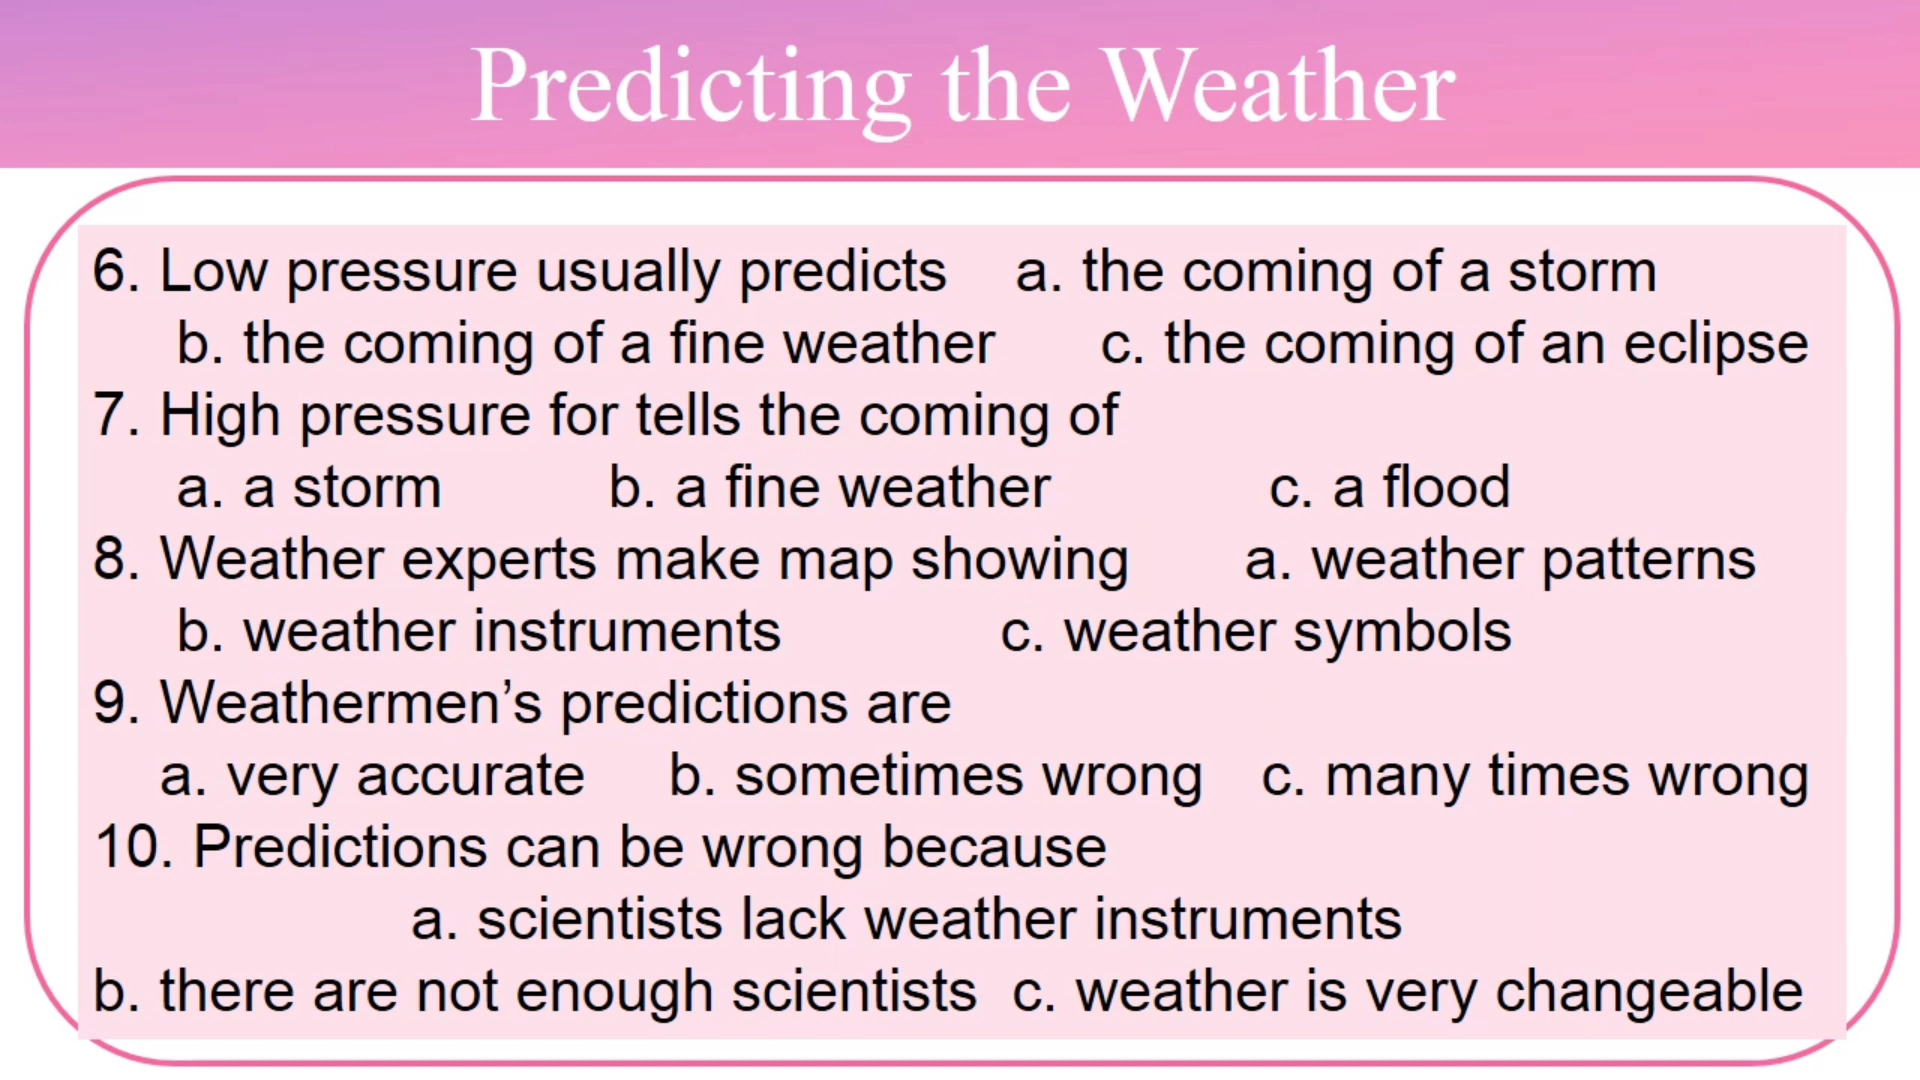 Predicting the Weather
6. Low pressure usually predicts a. the coming of a storm
b. the coming of a fine weather c. the coming of an eclipse
7. High pressure for tells the coming of
a. a storm b. a fine weather c. a flood
8. Weather experts make map showing a. weather patterns
b. weather instruments c. weather symbols
9. Weathermen’s predictions are
a. very accurate b. sometimes wrong c. many times wrong
10. Predictions can be wrong because
a. scientists lack weather instruments
b. there are not enough scientists c. weather is very changeable